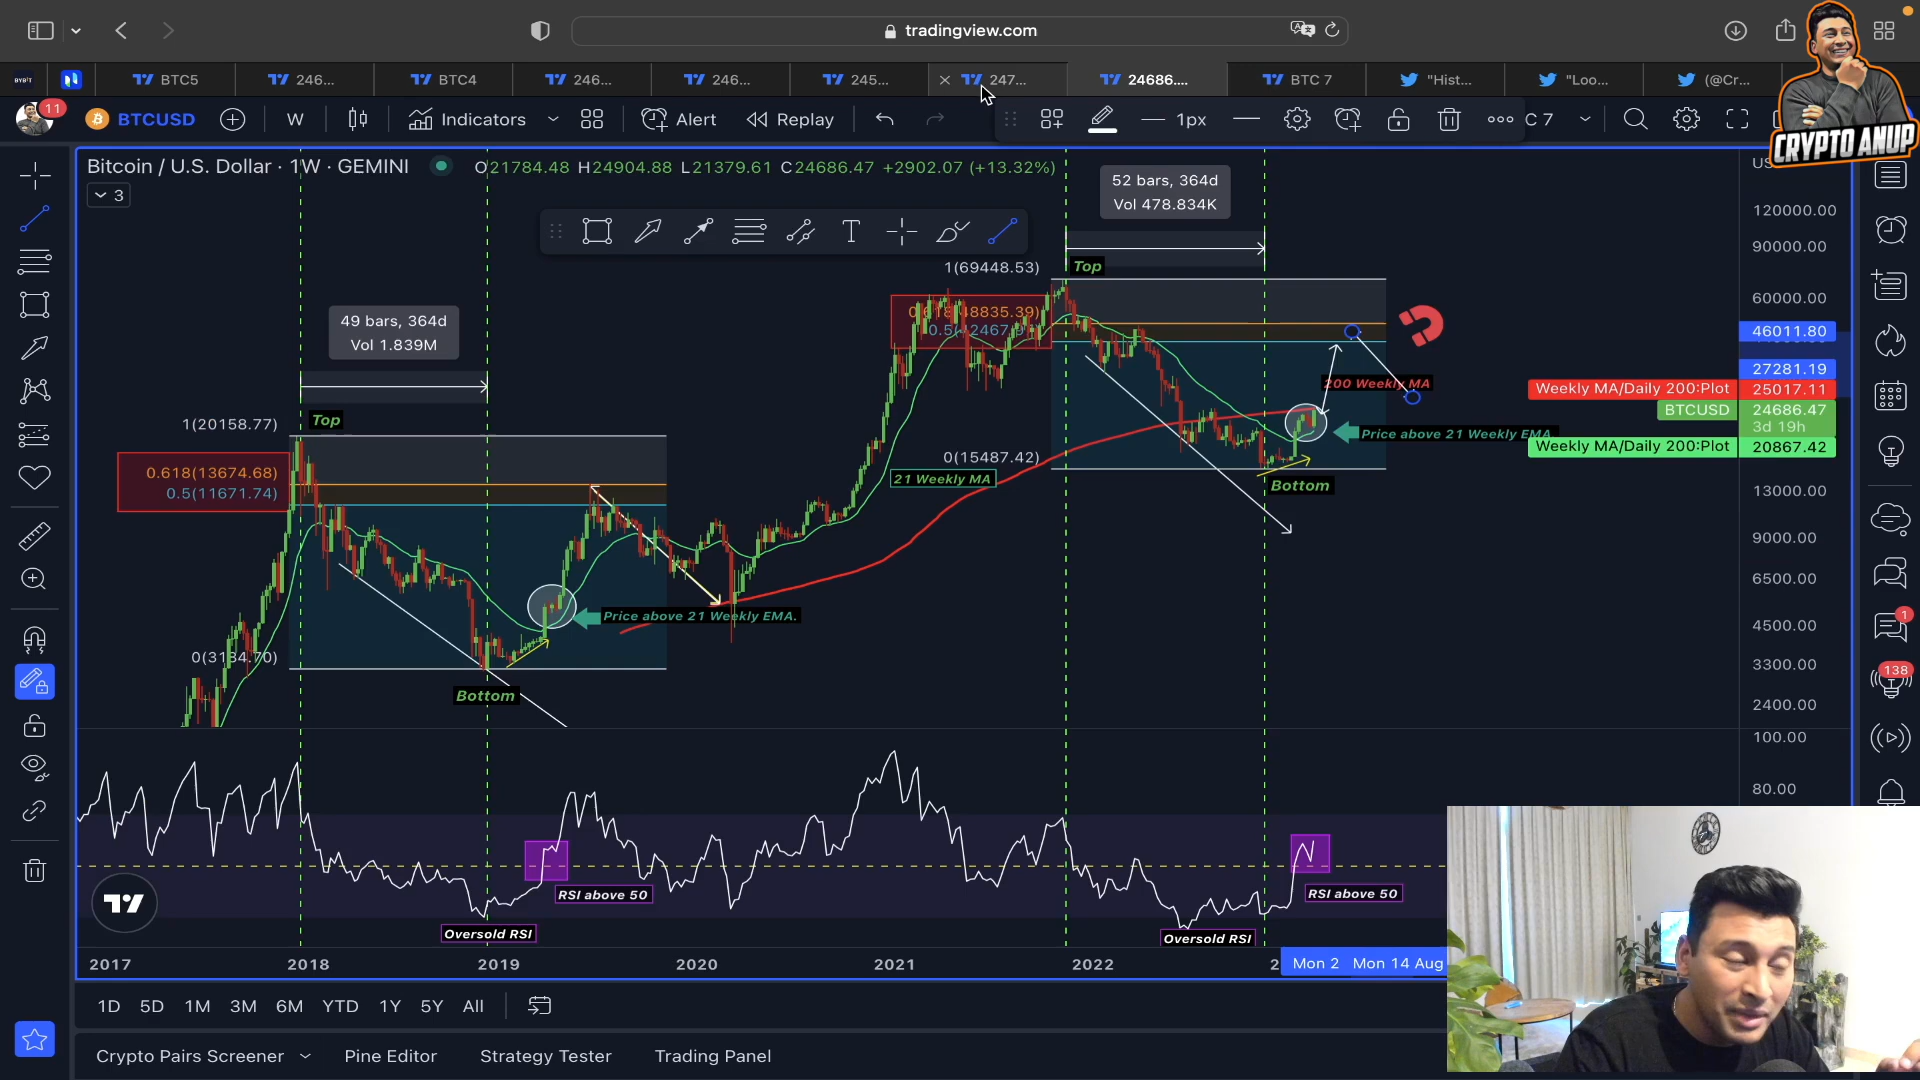 tradingview.com
BYBIT
BTC5
246...
BTC4
246...
246...
245...
247...
24686....
BTC 7
"Hist...
"Loo...
(@Cr...
CRYPTO ANUP
11
BTCUSD
W
Indicators
Alert
Replay
1px
C 7
Bitcoin / U.S. Dollar · 1W · GEMINI
O21784.48 H24904.88 L21379.61 C24686.47 +2902.07 (+13.32%)
3
52 bars, 364d
Vol 478.834K
120000.00
90000.00
60000.00
46011.80
27281.19
Weekly MA/Daily 200:Plot 25017.11
BTCUSD 24686.47
3d 19h
Weekly MA/Daily 200:Plot 20867.42
13000.00
9000.00
6500.00
4500.00
3300.00
2400.00
100.00
80.00
1(69448.53)
Top
49 bars, 364d
Vol 1.839M
200 Weekly MA
1(20158.77)
Top
Price above 21 Weekly EMA.
0(15487.42)
21 Weekly MA
Bottom
0.618(13674.68)
0.5(11671.74)
Price above 21 Weekly EMA.
0(3184.70)
Bottom
RSI above 50
RSI above 50
Oversold RSI
Oversold RSI
1
138
2017
2018
2019
2020
2021
2022
Mon 2
Mon 14 Aug
1D 5D 1M 3M 6M YTD 1Y 5Y All
Crypto Pairs Screener
Pine Editor
Strategy Tester
Trading Panel